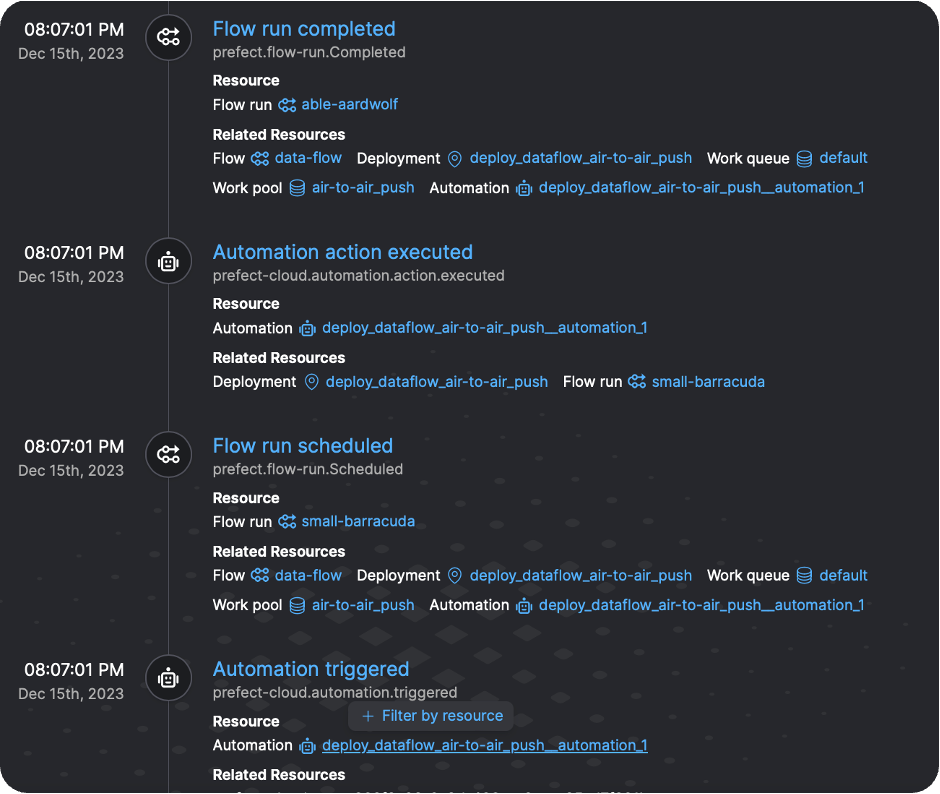 08:07:01 PM
Dec 15th, 2023
Flow run completed
prefect.flow-run.Completed
Resource
Flow run able-aardwolf
Related Resources
Flow data-flow Deployment deploy_dataflow_air-to-air_push Work queue default
Work pool air-to-air_push Automation deploy_dataflow_air-to-air_push__automation_1
08:07:01 PM
Dec 15th, 2023
Automation action executed
prefect-cloud.automation.action.executed
Resource
Automation deploy_dataflow_air-to-air_push__automation_1
Related Resources
Deployment deploy_dataflow_air-to-air_push Flow run small-barracuda
08:07:01 PM
Dec 15th, 2023
Flow run scheduled
prefect.flow-run.Scheduled
Resource
Flow run small-barracuda
Related Resources
Flow data-flow Deployment deploy_dataflow_air-to-air_push Work queue default
Work pool air-to-air_push Automation deploy_dataflow_air-to-air_push__automation_1
08:07:01 PM
Dec 15th, 2023
Automation triggered
prefect-cloud.automation.triggered
+ Filter by resource
Resource
Automation deploy_dataflow_air-to-air_push__automation_1
Related Resources